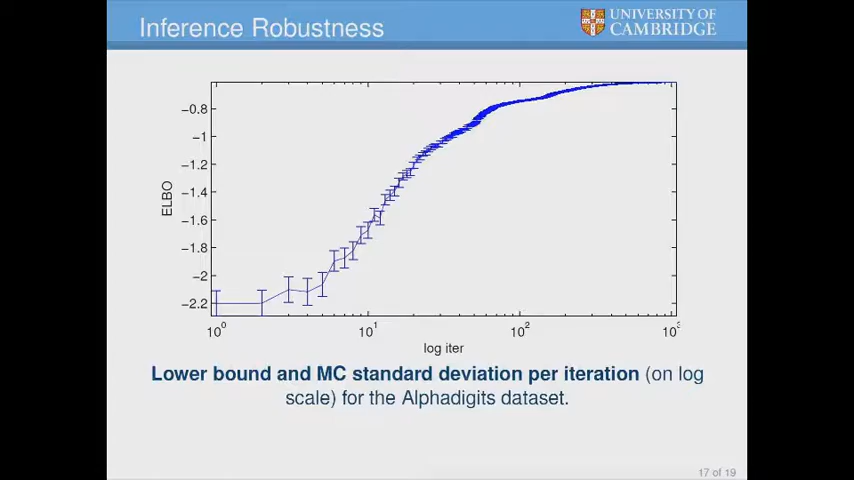 Inference Robustness
UNIVERSITY OF
CAMBRIDGE
−0.8
−1
−1.2
−1.4
−1.6
−1.8
−2
−2.2
ELBO
10⁰
10¹
10²
log iter
Lower bound and MC standard deviation per iteration (on log
scale) for the Alphadigits dataset.
17 of 19